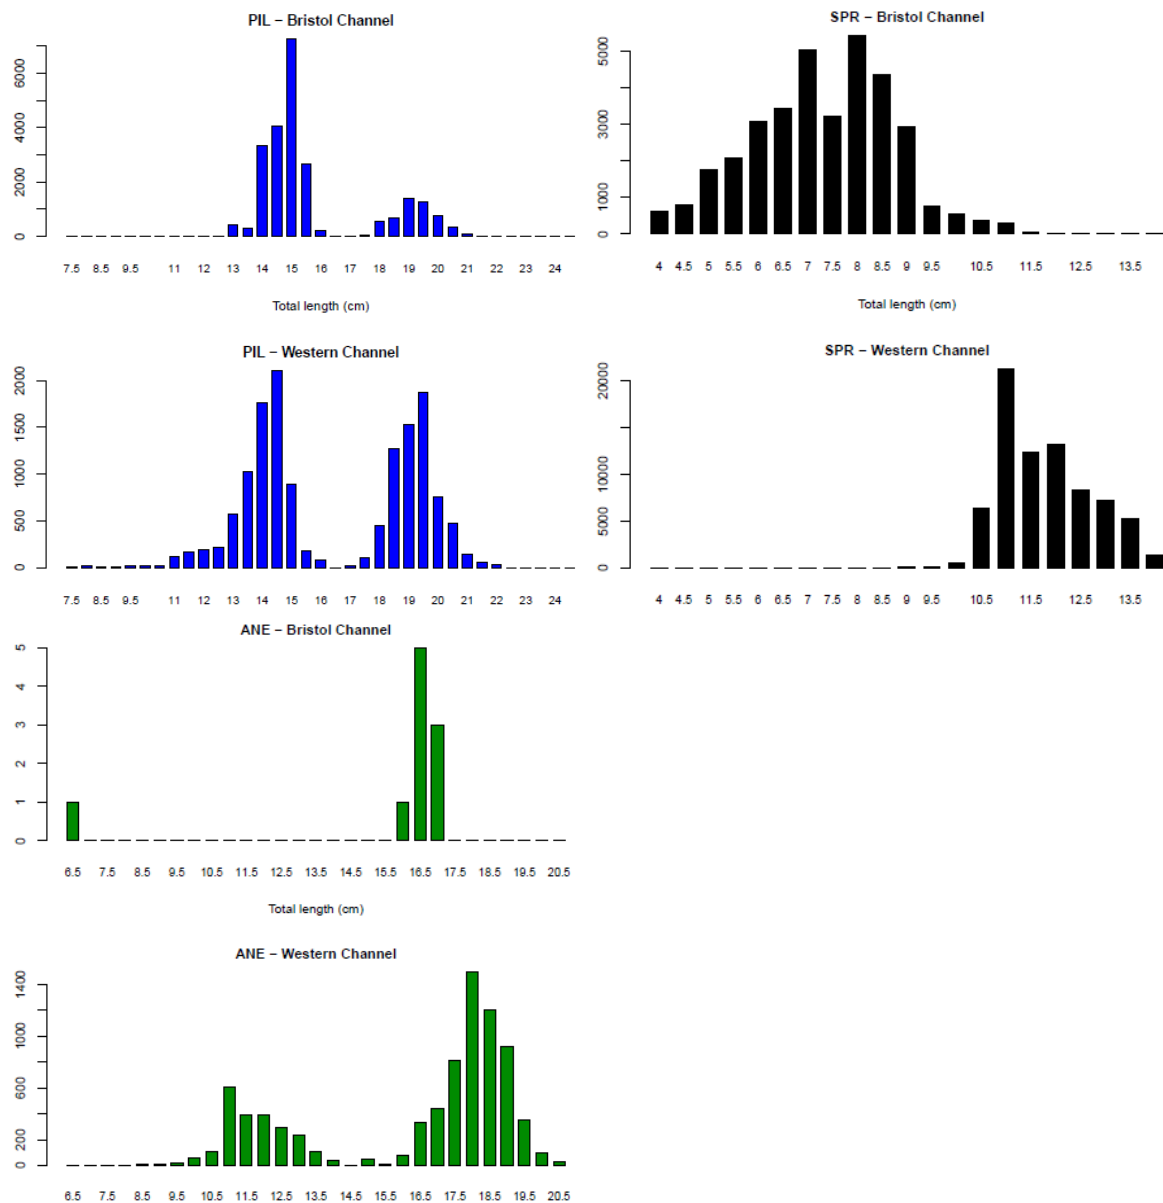 PIL – Bristol Channel
0 2000 4000 6000
7.5 8.5 9.5 11 12 13 14 15 16 17 18 19 20 21 22 23 24
Total length (cm)
SPR – Bristol Channel
0 1000 3000 5000
4 4.5 5 5.5 6 6.5 7 7.5 8 8.5 9 9.5 10.5 11.5 12.5 13.5
Total length (cm)
PIL – Western Channel
0 500 1000 1500 2000
7.5 8.5 9.5 11 12 13 14 15 16 17 18 19 20 21 22 23 24
SPR – Western Channel
0 5000 10000 20000
4 4.5 5 5.5 6 6.5 7 7.5 8 8.5 9 9.5 10.5 11.5 12.5 13.5
ANE – Bristol Channel
0 1 2 3 4 5
6.5 7.5 8.5 9.5 10.5 11.5 12.5 13.5 14.5 15.5 16.5 17.5 18.5 19.5 20.5
Total length (cm)
ANE – Western Channel
0 200 600 1000 1400
6.5 7.5 8.5 9.5 10.5 11.5 12.5 13.5 14.5 15.5 16.5 17.5 18.5 19.5 20.5